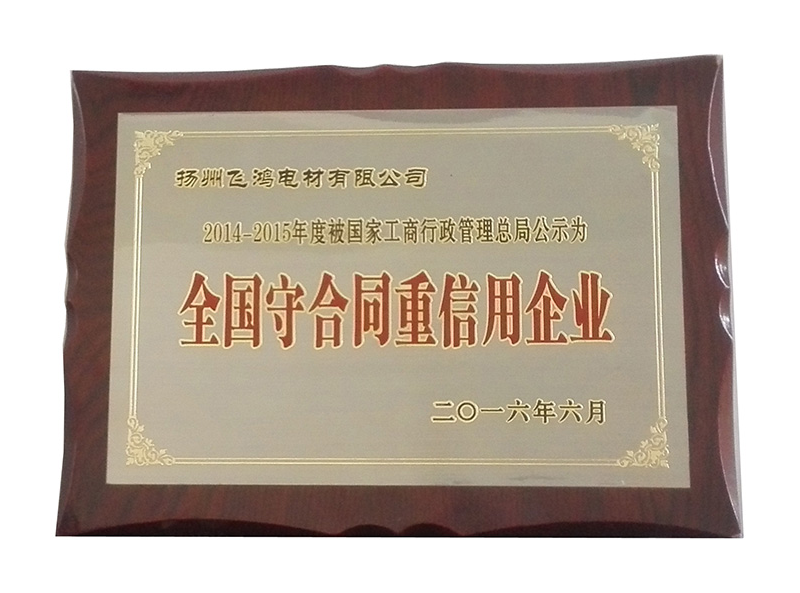 扬州飞鸿电材有限公司
2014-2015年度被国家工商行政管理总局公示为
全国守合同重信用企业
二〇一六年六月